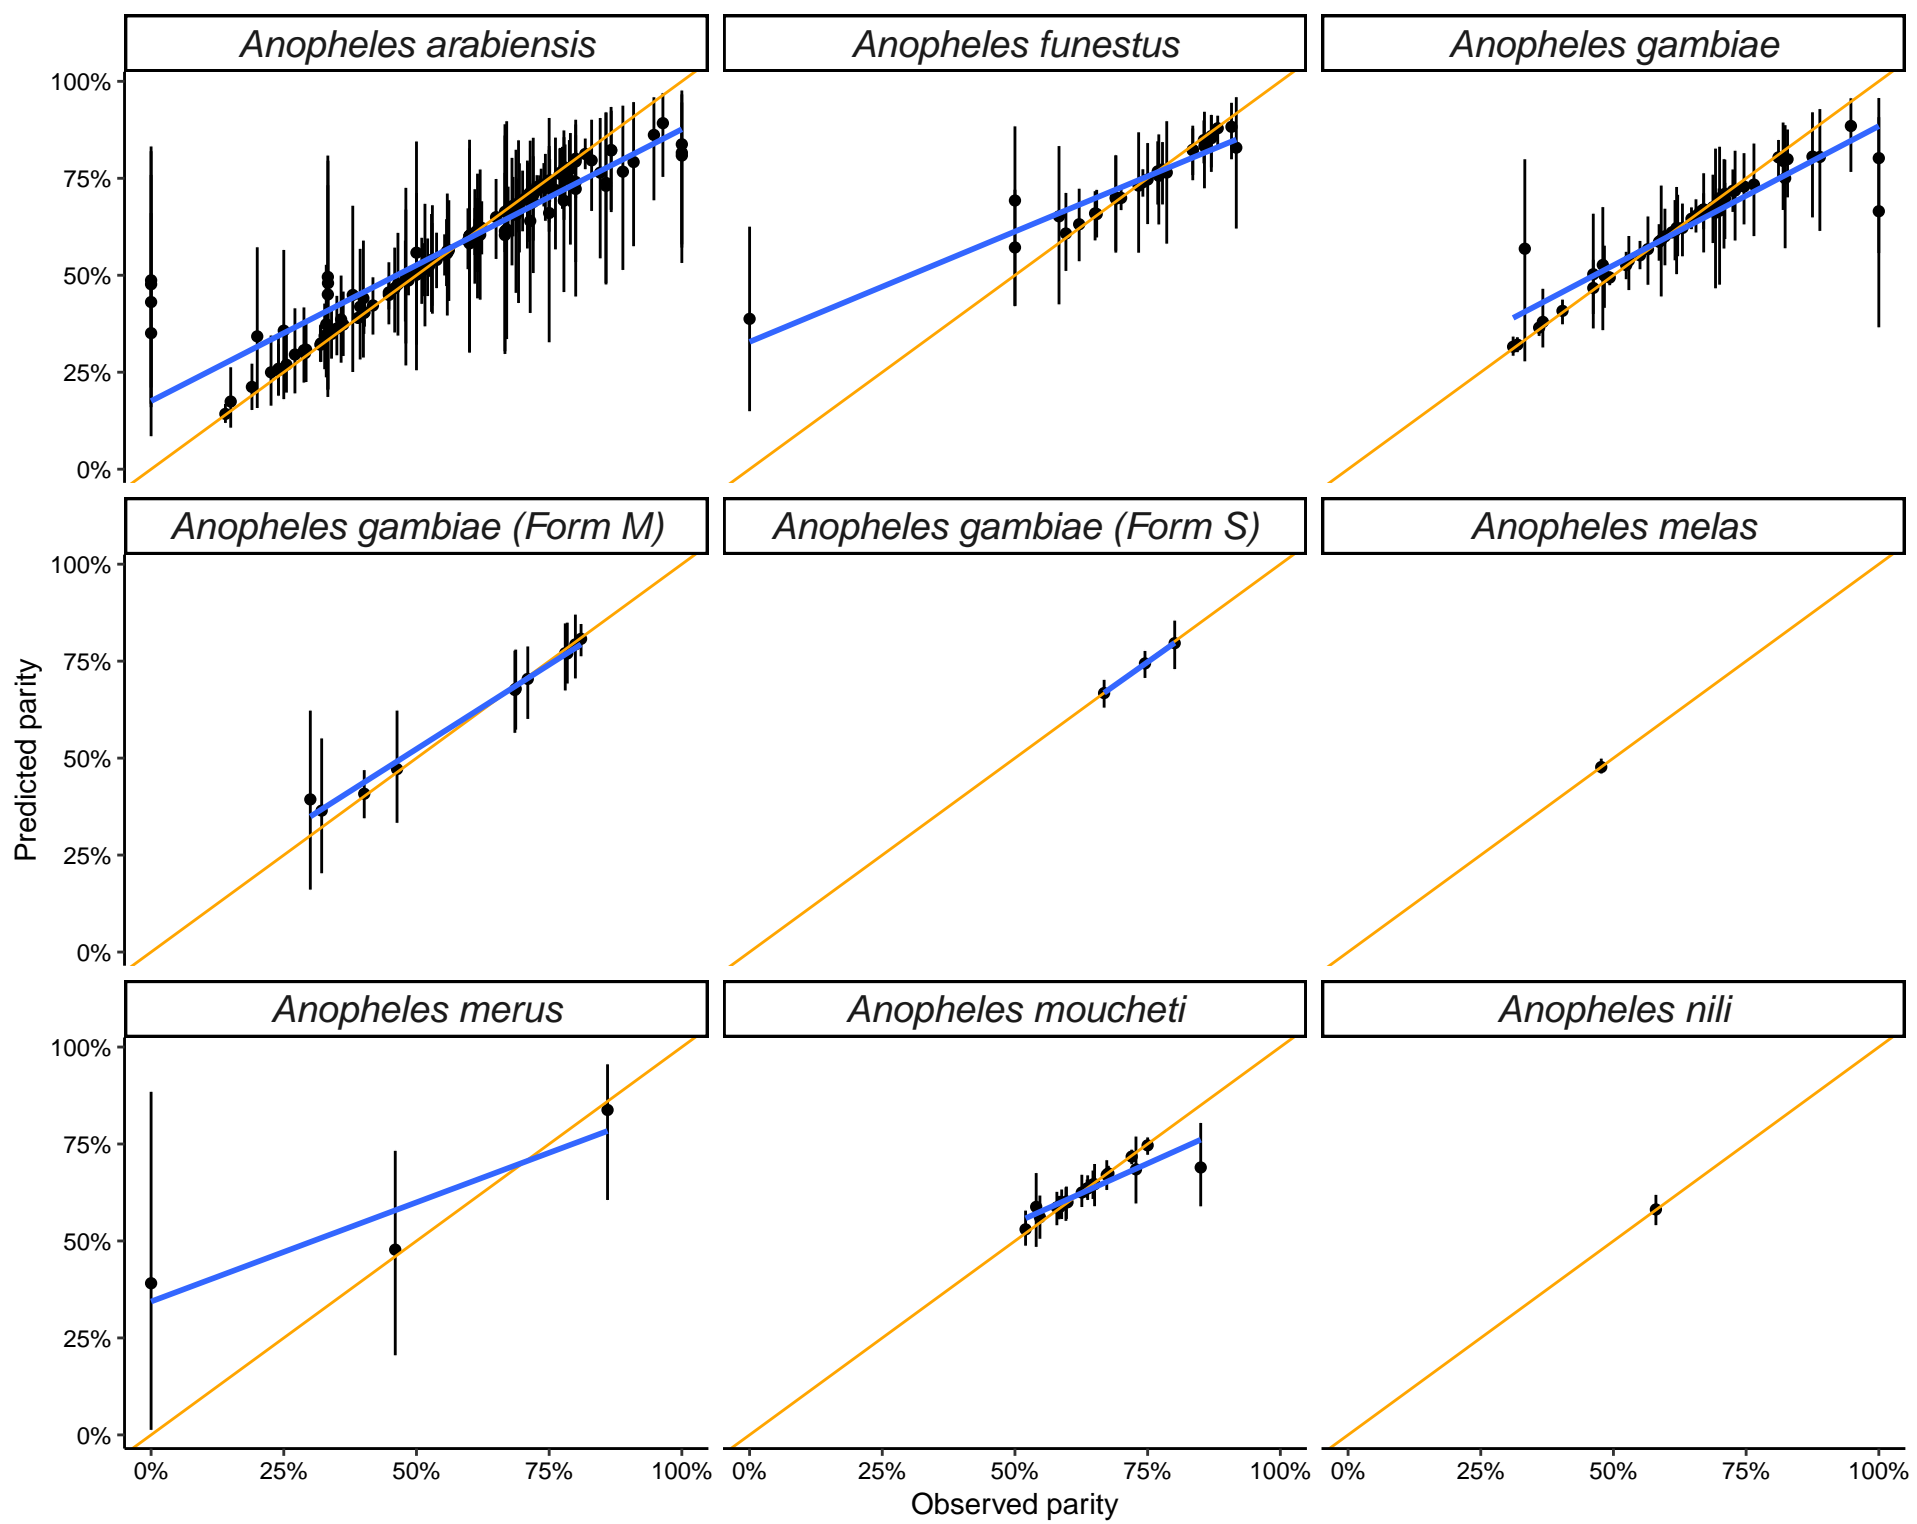 Anopheles arabiensis
Anopheles funestus
Anopheles gambiae
100%
75%
50%
25%
0%
Anopheles gambiae (Form M)
Anopheles gambiae (Form S)
Anopheles melas
100%
75%
50%
25%
0%
Predicted parity
Anopheles merus
Anopheles moucheti
Anopheles nili
100%
75%
50%
25%
0%
0% 25% 50% 75% 100%
0% 25% 50% 75% 100%
0% 25% 50% 75% 100%
Observed parity